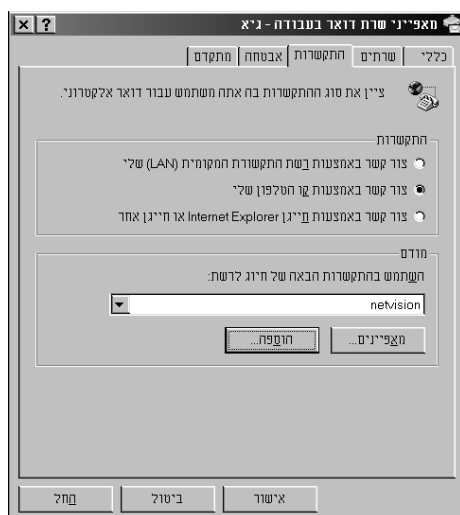 מאפייני שרת דואר בעבודה - גיא
כללי שרתים התקשרות אבטחה מתקדם
ציין את סוג ההתקשרות בה אתה משתמש עבור דואר אלקטרוני.
התקשרות
צור קשר באמצעות רשת התקשורת המקומית (LAN) שלי
צור קשר באמצעות קו הטלפון שלי
צור קשר באמצעות חייגן Internet Explorer או חייגן אחר
מודם
השתמש בהתקשרות הבאה של חיוג לרשת:
netvision
מאפיינים... הוספה...
אישור ביטול החל